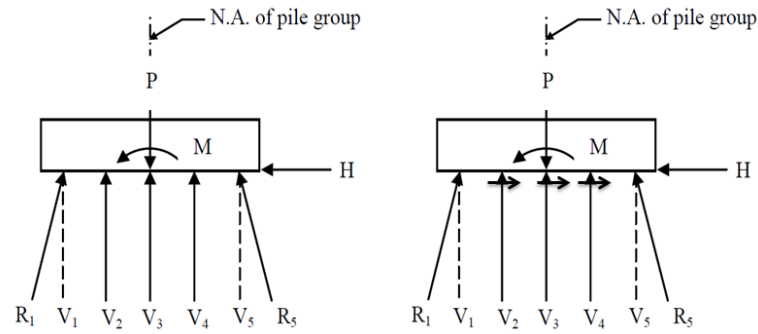 N.A. of pile group
P
M
H
R1 V1 V2 V3 V4 V5 R5
N.A. of pile group
P
M
H
R1 V1 V2 V3 V4 V5 R5